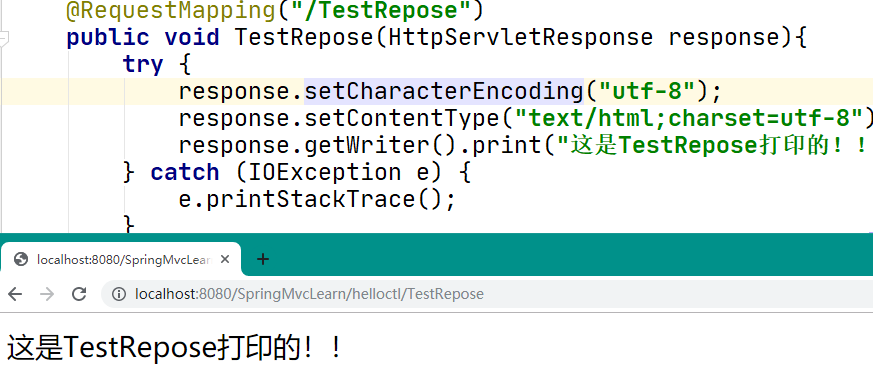 @RequestMapping("/TestRepose")
public void TestRepose(HttpServletResponse response){
try {
response.setCharacterEncoding("utf-8");
response.setContentType("text/html;charset=utf-8")
response.getWriter().print("这是TestRepose打印的！！
} catch (IOException e) {
e.printStackTrace();
}
localhost:8080/SpringMvcLear
localhost:8080/SpringMvcLearn/helloctl/TestRepose
这是TestRepose打印的！！